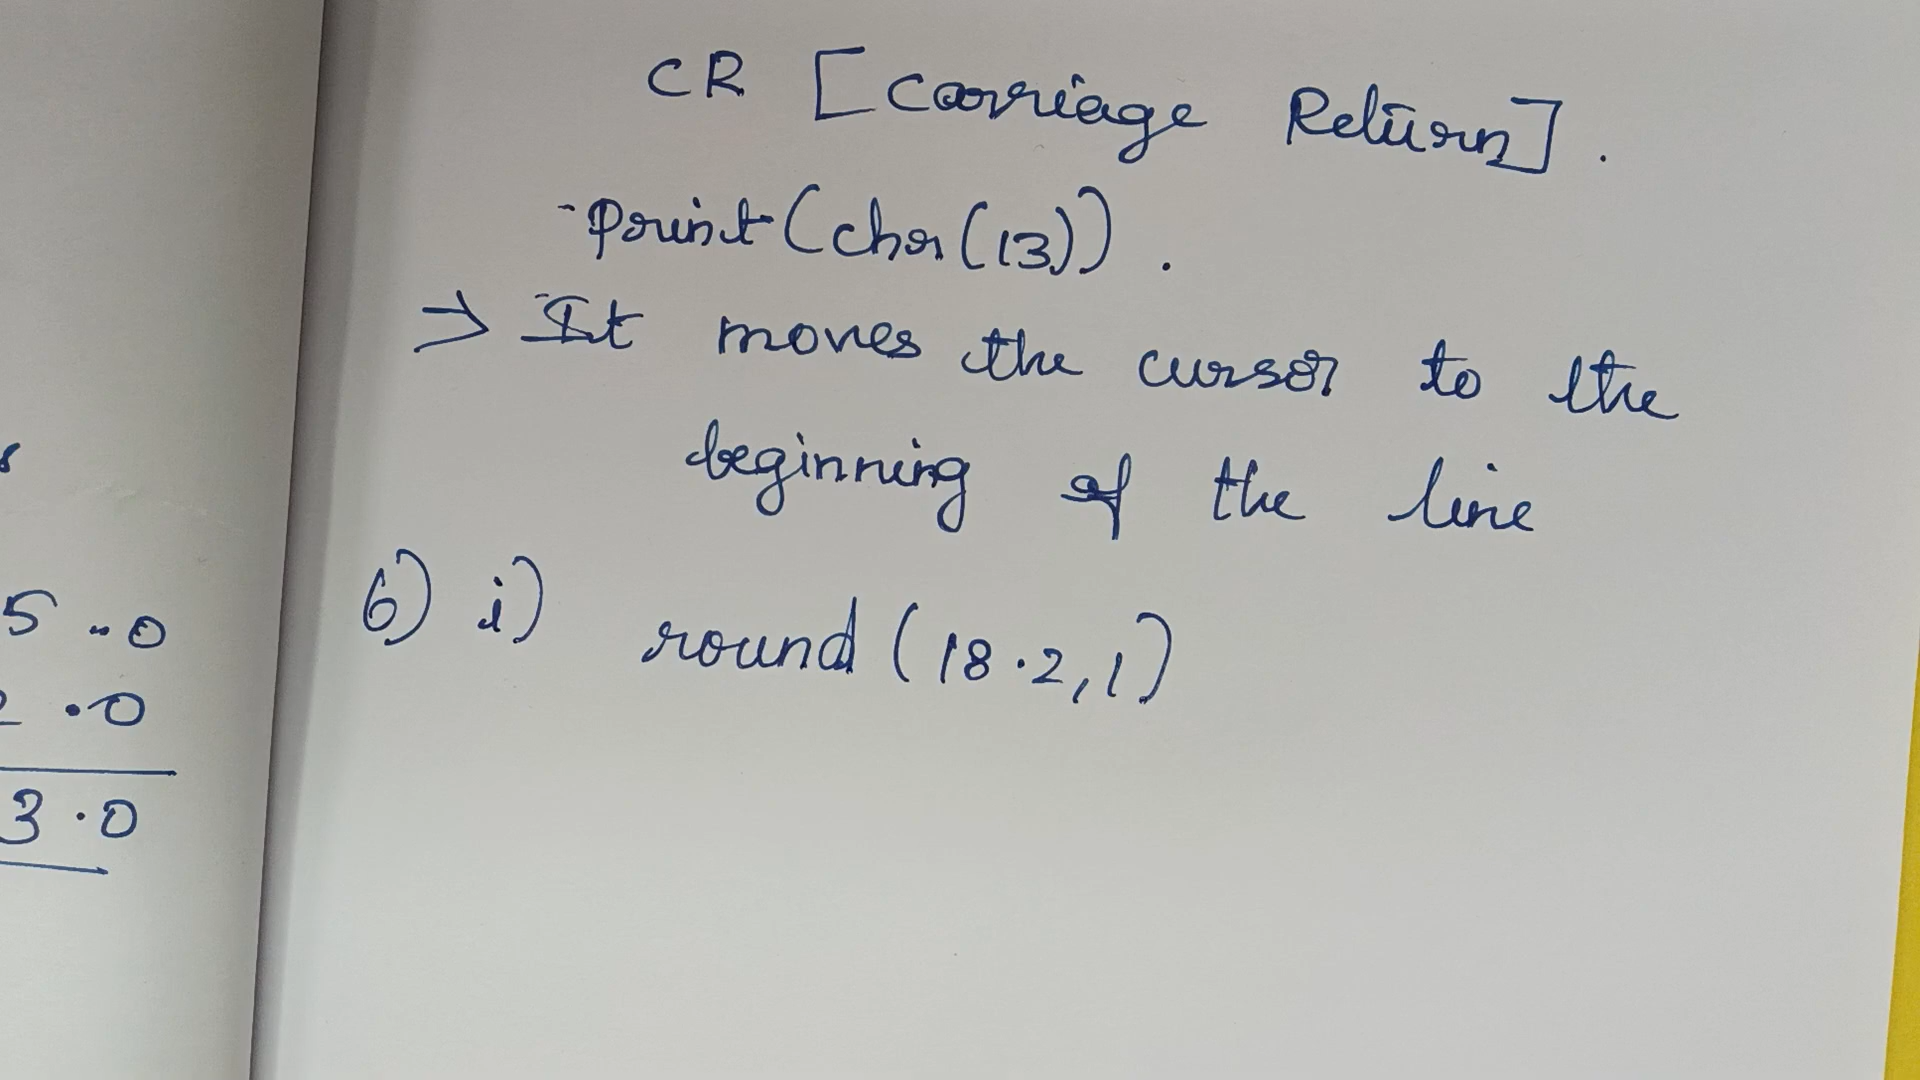 s
5.0
2.0
3.0
CR [Carriage Return].
print(chr(13)).
⇒ It moves the cursor to the
beginning of the line
6) i) round (18.2,1)